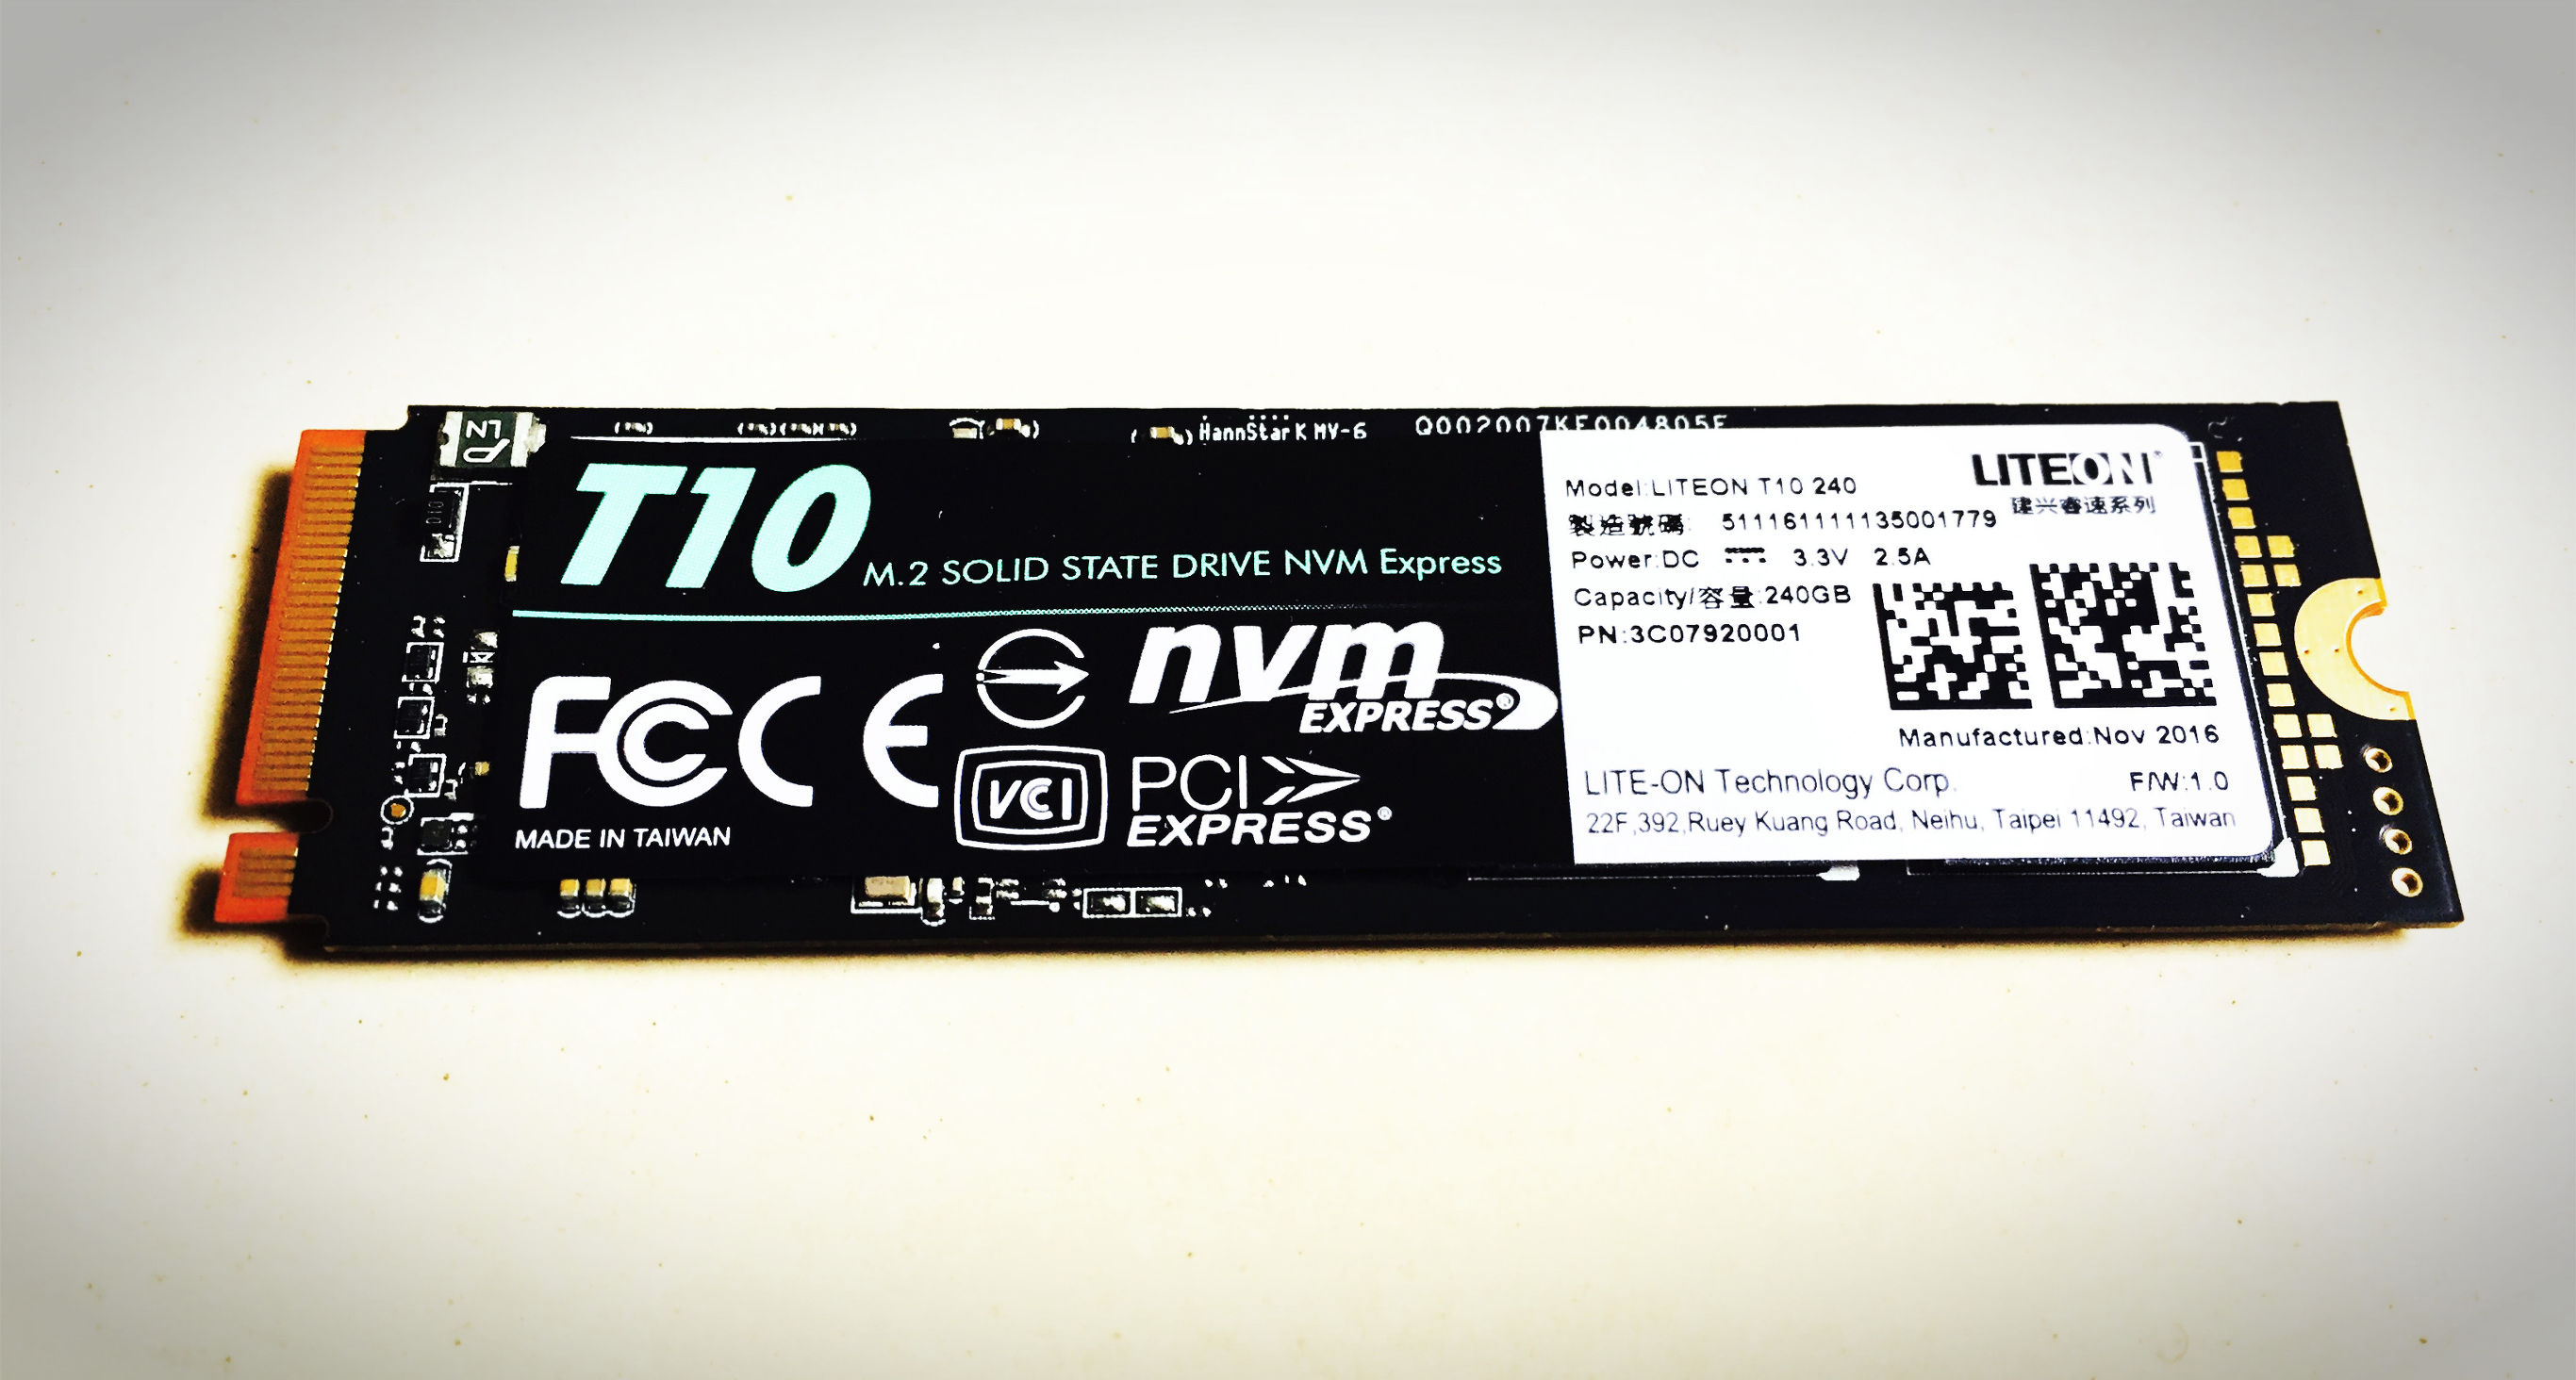 LN
HannStar K MV-6
T10
M.2 SOLID STATE DRIVE NVM Express
FC CE
nvm
EXPRESS®
VCI
PCI
EXPRESS®
MADE IN TAIWAN
LITEON®
建兴睿速系列
Model:LITEON T10 240
製造號碼: 511161111135001779
Power:DC 3.3V 2.5A
Capacity/容量:240GB
PN:3C07920001
Manufactured:Nov 2016
LITE-ON Technology Corp. F/W:1.0
22F,392,Ruey Kuang Road, Neihu, Taipei 11492, Taiwan